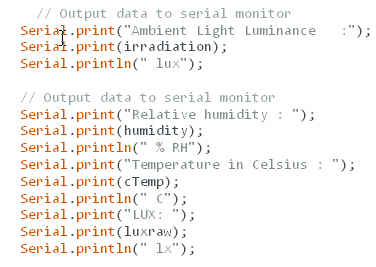 // Output data to serial monitor
Serial.print("Ambient Light Luminance   :");
Serial.print(irradiation);
Serial.println(" lux");
// Output data to serial monitor
Serial.print("Relative humidity : ");
Serial.print(humidity);
Serial.println(" % RH");
Serial.print("Temperature in Celsius : ");
Serial.print(cTemp);
Serial.println(" C");
Serial.print("LUX: ");
Serial.print(luxraw);
Serial.println(" lx");